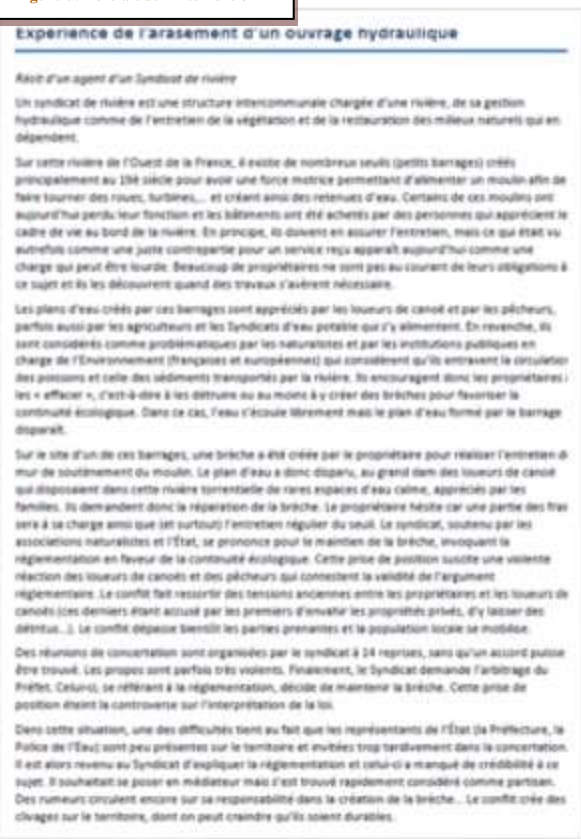 Expérience de l'arasement d'un ouvrage hydraulique
Récit d'un agent d'un Syndicat de rivière
Un syndicat de rivière est une structure intercommunale chargée d'une rivière, de sa gestion
hydraulique comme de l'entretien de la végétation et de la restauration des milieux naturels qui en
dépendent.
Sur cette rivière de l'Ouest de la France, il existe de nombreux seuils (petits barrages) créés
principalement au 19è siècle pour avoir une force motrice permettant d'alimenter un moulin afin de
faire tourner des roues, turbines,... et créant ainsi des retenues d'eau. Certains de ces moulins ont
aujourd'hui perdu leur fonction et les bâtiments ont été achetés par des personnes qui apprécient le
cadre de vie au bord de la rivière. En principe, ils doivent en assurer l'entretien, mais ce qui était vu
autrefois comme une juste contrepartie pour un service reçu apparaît aujourd'hui comme une
charge qui peut être lourde. Beaucoup de propriétaires ne sont pas au courant de leurs obligations à
ce sujet et ils les découvrent quand des travaux s'avèrent nécessaire.
Les plans d'eau créés par ces barrages sont appréciés par les loueurs de canoë et par les pêcheurs,
parfois aussi par les agriculteurs et les Syndicats d'eau potable qui s'y alimentent. En revanche, ils
sont considérés comme problématiques par les naturalistes et par les institutions publiques en
charge de l'Environnement (françaises et européennes) qui considèrent qu'ils entravent la circulation
des poissons et celle des sédiments transportés par la rivière. Ils encouragent donc les propriétaires
les « effacer », c'est-à-dire à les détruire ou au moins à y créer des brèches pour favoriser la
continuité écologique. Dans ce cas, l'eau s'écoule librement mais le plan d'eau formé par le barrage
disparaît.
Sur le site d'un de ces barrages, une brèche a été créée par le propriétaire pour réaliser l'entretien d
mur de soutènement du moulin. Le plan d'eau a donc disparu, au grand dam des loueurs de canoë
qui disposaient dans cette rivière torrentielle de rares espaces d'eau calme, appréciés par les
familles. Ils demandent donc la réparation de la brèche. Le propriétaire hésite car une partie des frais
sera à sa charge ainsi que (et surtout) l'entretien régulier du seuil. Le syndicat, soutenu par les
associations naturalistes et l'État, se prononce pour le maintien de la brèche, invoquant la
réglementation en faveur de la continuité écologique. Cette prise de position suscite une violente
réaction des loueurs de canoës et des pêcheurs qui contestent la validité de l'argument
réglementaire. Le conflit fait ressortir des tensions anciennes entre les propriétaires et les loueurs de
canoës (ces derniers étant accusé par les premiers d'envahir les propriétés privés, d'y laisser des
détritus...). Le conflit dépasse bientôt les parties prenantes et la population locale se mobilise.
Des réunions de concertation sont organisées par le syndicat à 14 reprises, sans qu'un accord puisse
être trouvé. Les propos sont parfois très violents. Finalement, le Syndicat demande l'arbitrage du
Préfet. Celui-ci, se référant à la réglementation, décide de maintenir la brèche. Cette prise de
position éteint la controverse sur l'interprétation de la loi.
Dans cette situation, une des difficultés tient au fait que les représentants de l'État (la Préfecture, la
Police de l'Eau) sont peu présentes sur le territoire et invitées trop tardivement dans la concertation.
Il est alors revenu au Syndicat d'expliquer la réglementation et celui-ci a manqué de crédibilité à ce
sujet. Il souhaitait se poser en médiateur mais s'est trouvé rapidement considéré comme partisan.
Des rumeurs circulent encore sur sa responsabilité dans la création de la brèche... Le conflit crée des
clivages sur le territoire, dont on peut craindre qu'ils soient durables.